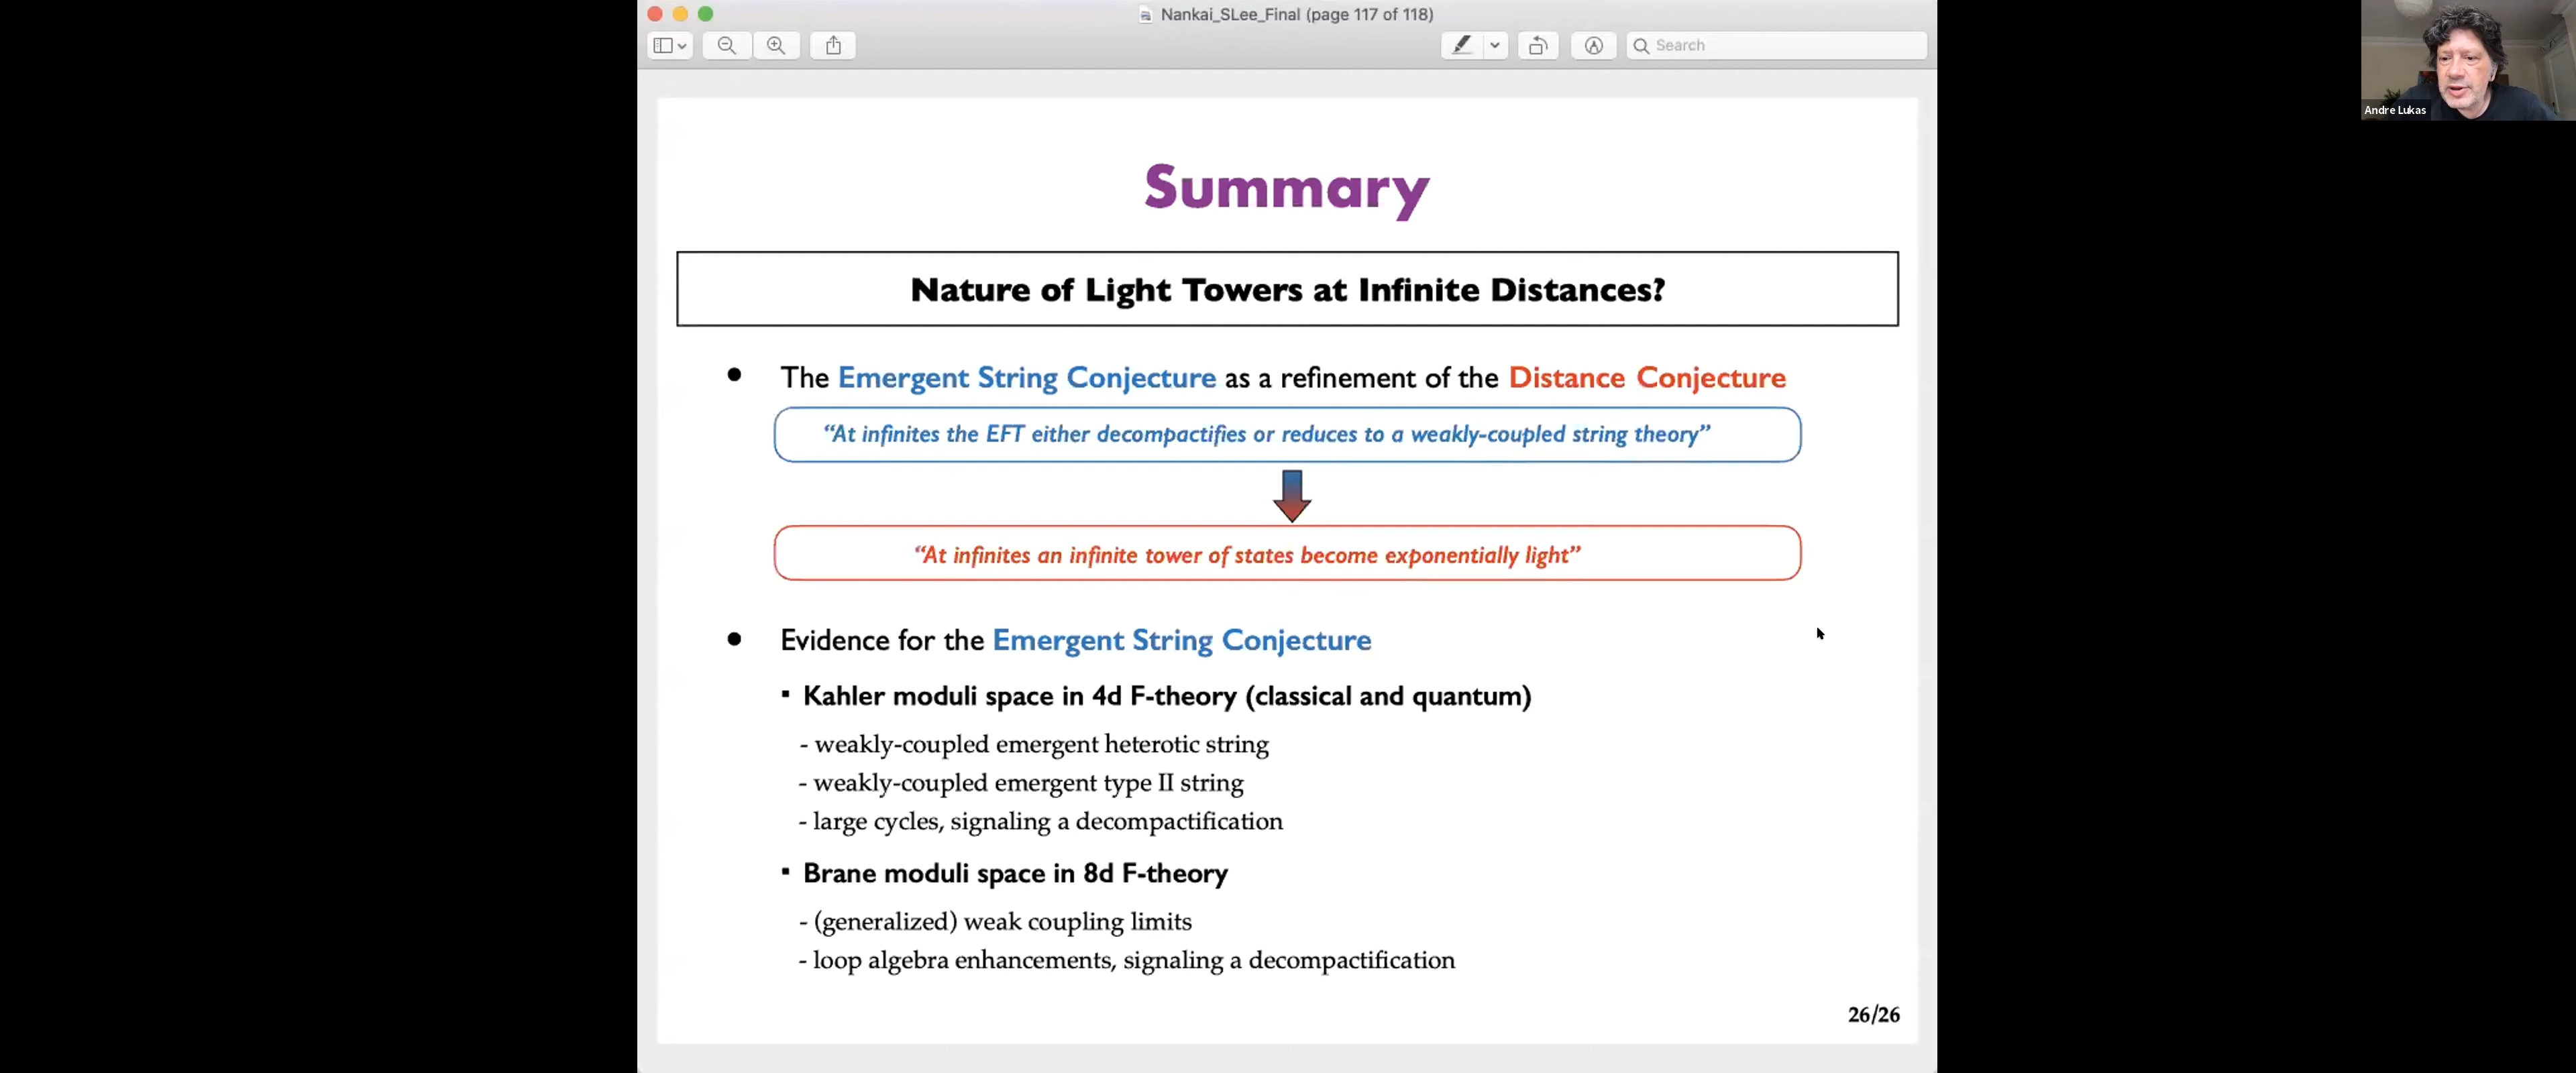 Nankai_SLee_Final (page 117 of 118)
Search
Andre Lukas
Summary
Nature of Light Towers at Infinite Distances?
• The Emergent String Conjecture as a refinement of the Distance Conjecture
“At infinites the EFT either decompactifies or reduces to a weakly-coupled string theory”
“At infinites an infinite tower of states become exponentially light”
• Evidence for the Emergent String Conjecture
▪ Kahler moduli space in 4d F-theory (classical and quantum)
- weakly-coupled emergent heterotic string
- weakly-coupled emergent type II string
- large cycles, signaling a decompactification
▪ Brane moduli space in 8d F-theory
- (generalized) weak coupling limits
- loop algebra enhancements, signaling a decompactification
26/26